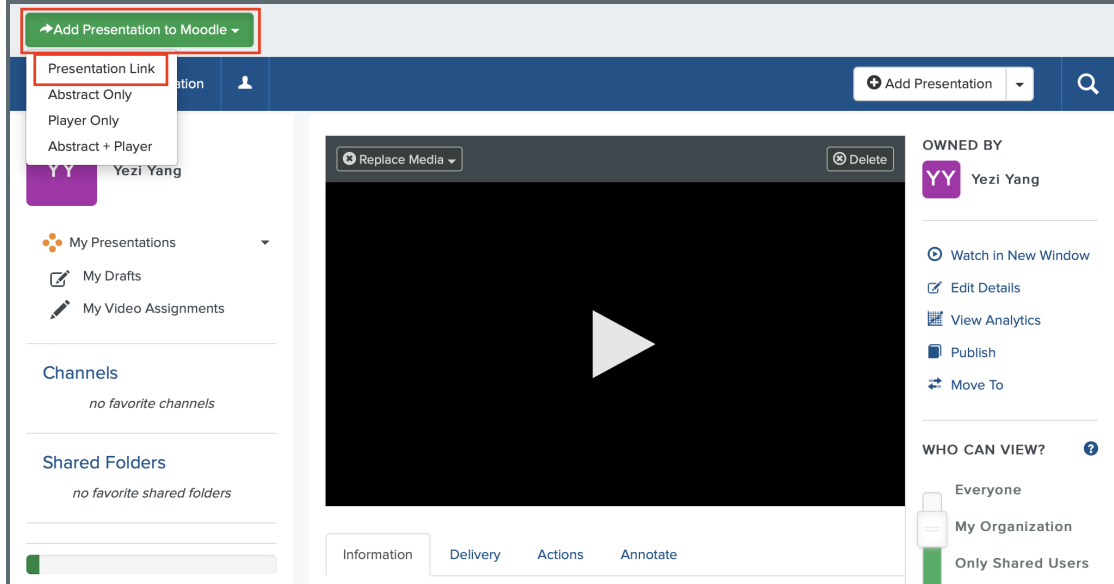 Add Presentation to Moodle
Presentation Link
Abstract Only
Player Only
Abstract + Player
ation
Add Presentation
YY
Yezi Yang
My Presentations
My Drafts
My Video Assignments
Channels
no favorite channels
Shared Folders
no favorite shared folders
Replace Media
Delete
Information
Delivery
Actions
Annotate
OWNED BY
YY
Yezi Yang
Watch in New Window
Edit Details
View Analytics
Publish
Move To
WHO CAN VIEW?
?
Everyone
My Organization
Only Shared Users